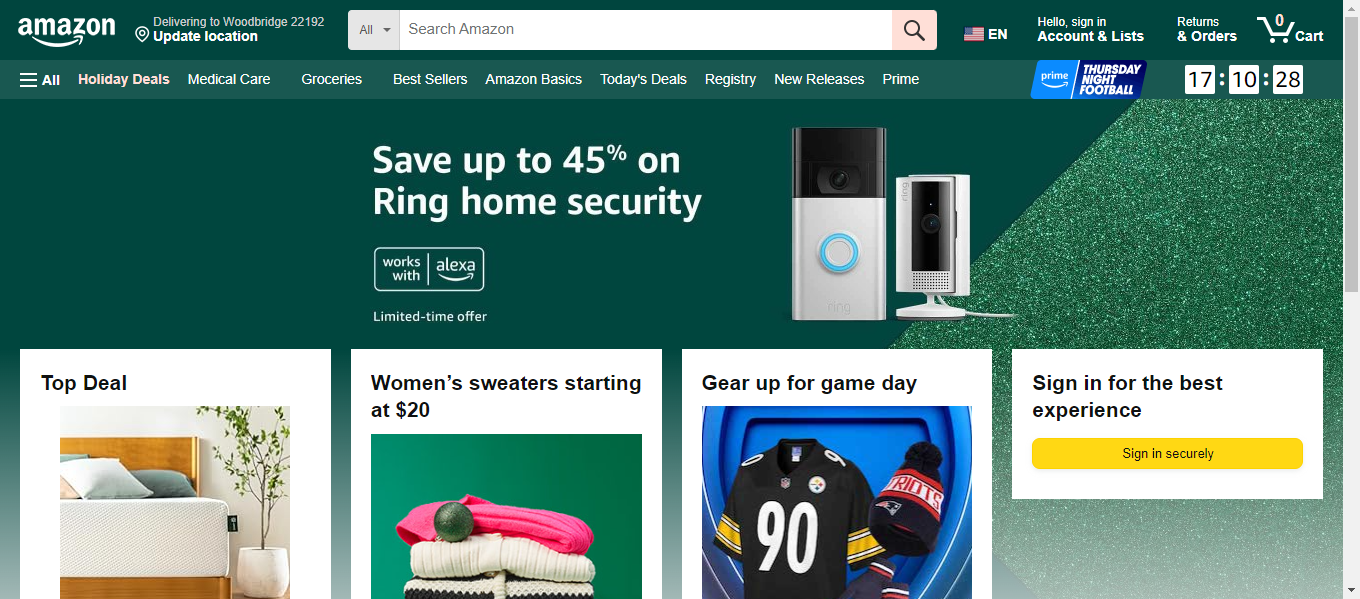 amazon
Delivering to Woodbridge 22192
Update location
All
Search Amazon
EN
Hello, sign in
Account & Lists
Returns
& Orders
0
Cart
All
Holiday Deals
Medical Care
Groceries
Best Sellers
Amazon Basics
Today's Deals
Registry
New Releases
Prime
prime
THURSDAY
NIGHT
FOOTBALL
17 : 10 : 28
Save up to 45% on
Ring home security
works
with
alexa
Limited-time offer
ring
ring
Top Deal
Women’s sweaters starting
at $20
Gear up for game day
90
PATRIOTS
Sign in for the best
experience
Sign in securely